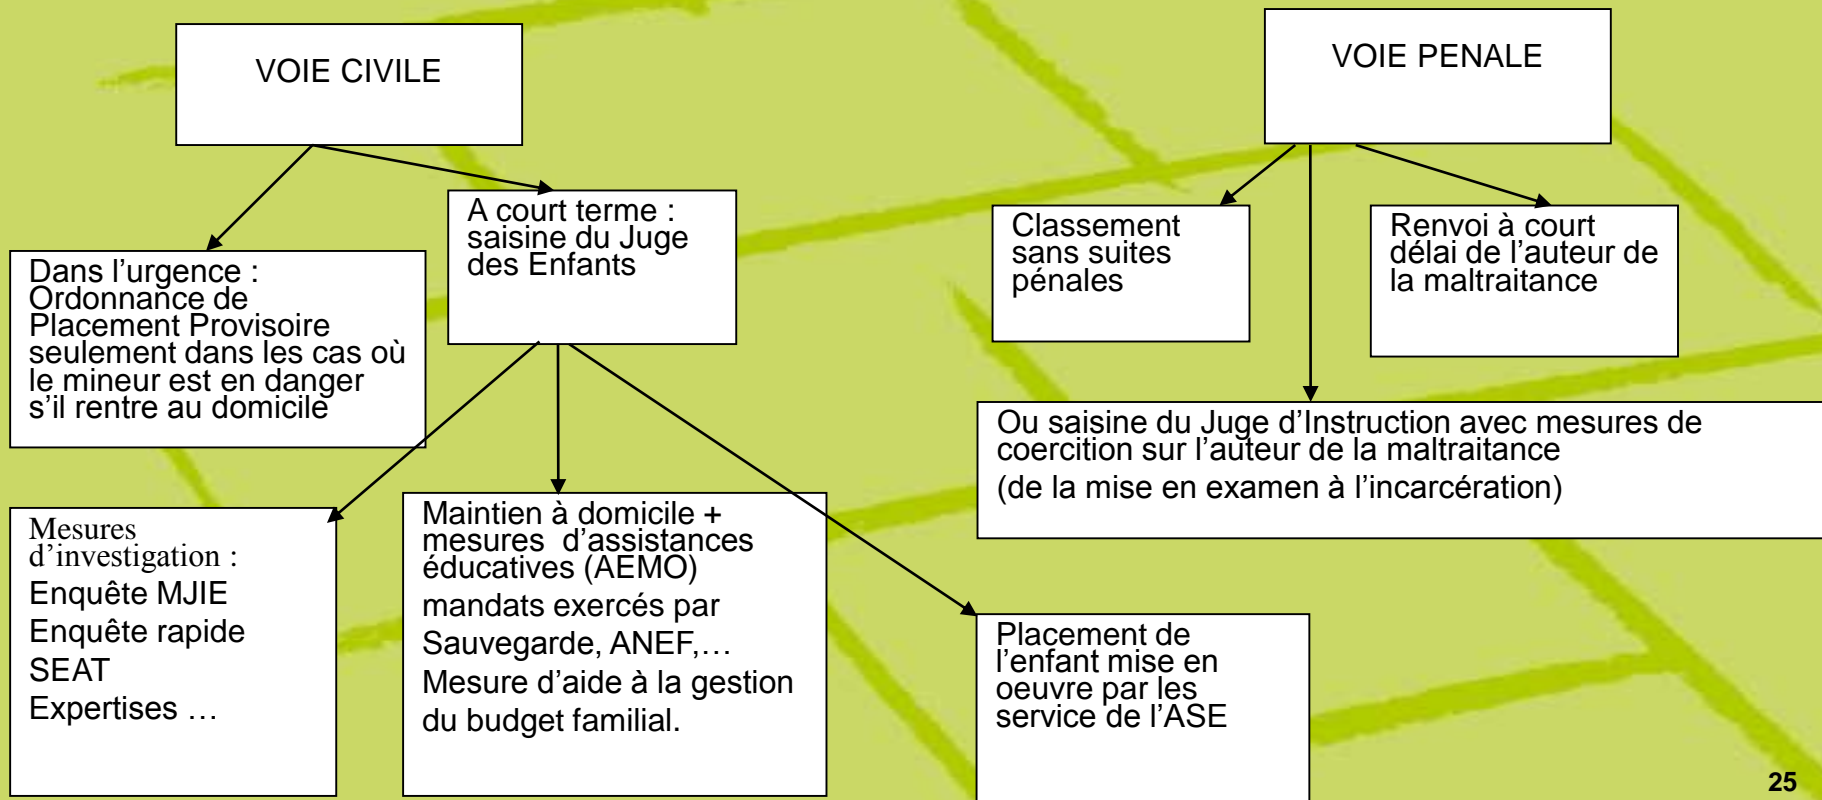 VOIE CIVILE
VOIE PENALE
A court terme :
saisine du Juge
des Enfants
Dans l’urgence :
Ordonnance de
Placement Provisoire
seulement dans les cas où
le mineur est en danger
s’il rentre au domicile
Classement
sans suites
pénales
Renvoi à court
délai de l’auteur de
la maltraitance
Ou saisine du Juge d’Instruction avec mesures de
coercition sur l’auteur de la maltraitance
(de la mise en examen à l’incarcération)
Mesures
d’investigation :
Enquête MJIE
Enquête rapide
SEAT
Expertises …
Maintien à domicile +
mesures d’assistances
éducatives (AEMO)
mandats exercés par
Sauvegarde, ANEF,…
Mesure d’aide à la gestion
du budget familial.
Placement de
l’enfant mise en
oeuvre par les
service de l’ASE
25